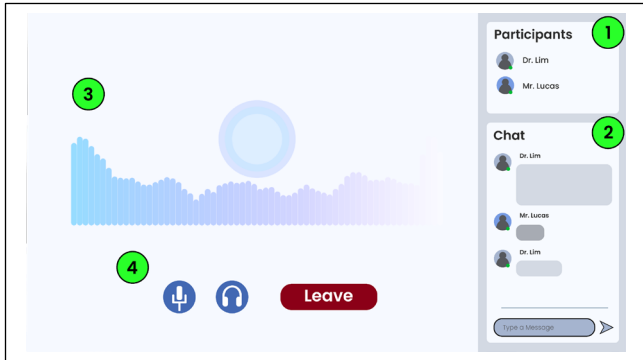 Participants
1
Dr. Lim
Mr. Lucas
3
Chat
2
Dr. Lim
Mr. Lucas
Dr. Lim
4
Leave
Type a Message